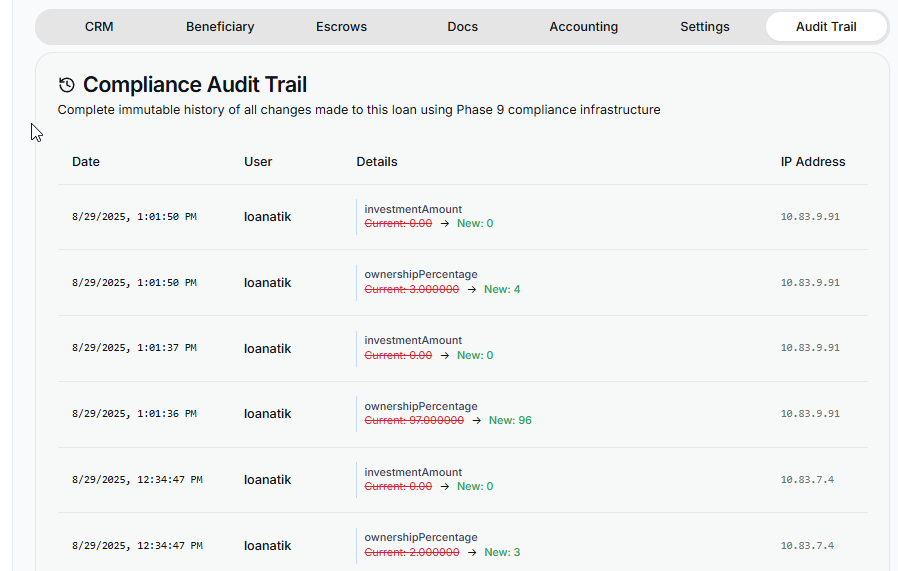 CRM Beneficiary Escrows Docs Accounting Settings Audit Trail
Compliance Audit Trail
Complete immutable history of all changes made to this loan using Phase 9 compliance infrastructure
Date User Details IP Address
8/29/2025, 1:01:50 PM loanatik investmentAmount 10.83.9.91
Current: 0.00 → New: 0
8/29/2025, 1:01:50 PM loanatik ownershipPercentage 10.83.9.91
Current: 3.000000 → New: 4
8/29/2025, 1:01:37 PM loanatik investmentAmount 10.83.9.91
Current: 0.00 → New: 0
8/29/2025, 1:01:36 PM loanatik ownershipPercentage 10.83.9.91
Current: 97.000000 → New: 96
8/29/2025, 12:34:47 PM loanatik investmentAmount 10.83.7.4
Current: 0.00 → New: 0
8/29/2025, 12:34:47 PM loanatik ownershipPercentage 10.83.7.4
Current: 2.000000 → New: 3